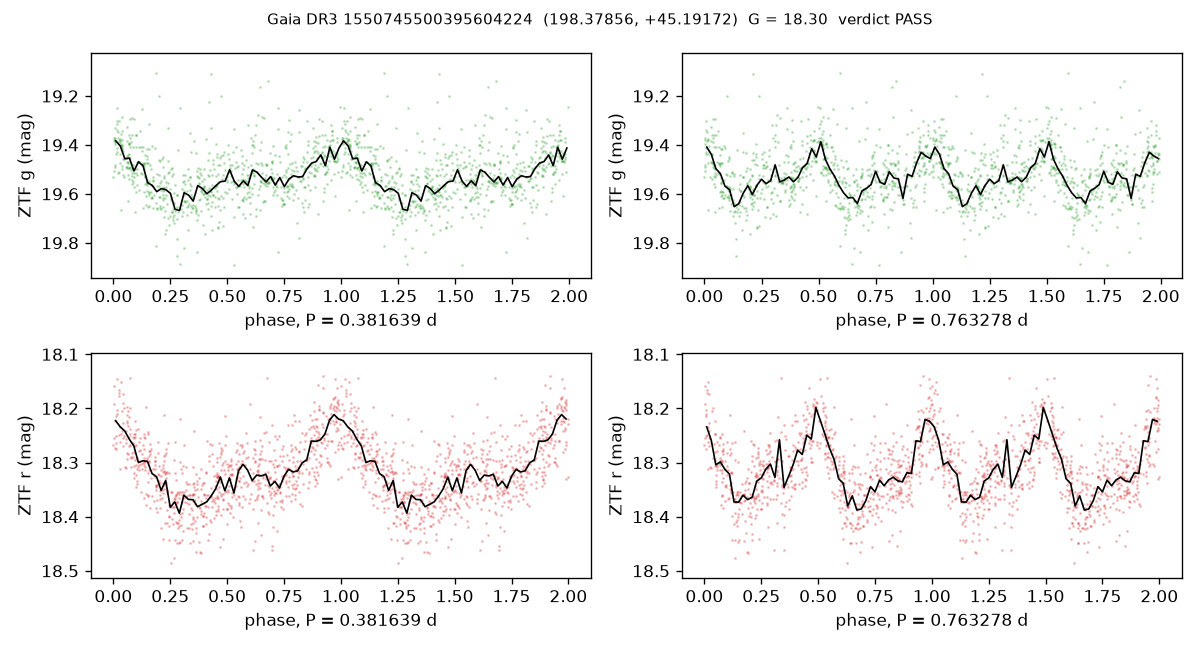 Gaia DR3 1550745500395604224 (198.37856, +45.19172) G = 18.30 verdict PASS
ZTF g (mag)
19.2
19.4
19.6
19.8
0.00 0.25 0.50 0.75 1.00 1.25 1.50 1.75 2.00
phase, P = 0.381639 d
ZTF g (mag)
19.2
19.4
19.6
19.8
0.00 0.25 0.50 0.75 1.00 1.25 1.50 1.75 2.00
phase, P = 0.763278 d
ZTF r (mag)
18.1
18.2
18.3
18.4
18.5
0.00 0.25 0.50 0.75 1.00 1.25 1.50 1.75 2.00
phase, P = 0.381639 d
ZTF r (mag)
18.1
18.2
18.3
18.4
18.5
0.00 0.25 0.50 0.75 1.00 1.25 1.50 1.75 2.00
phase, P = 0.763278 d